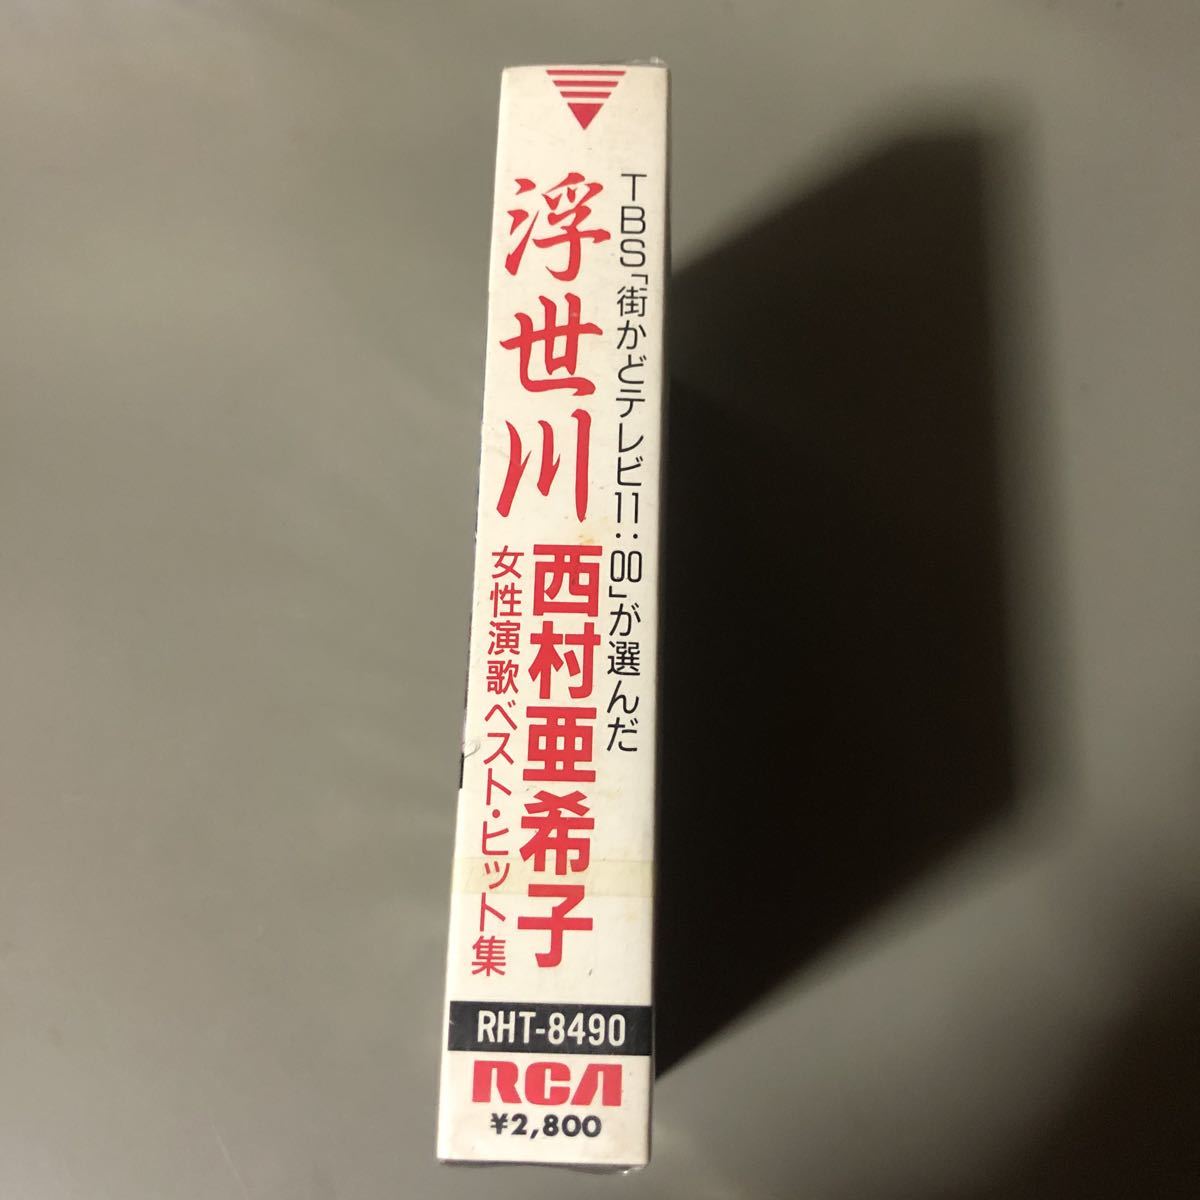 TBS「街かどテレビ11:00」が選んだ
浮世川
西村亜希子
女性演歌ベスト・ヒット集
RHT-8490
RCA
¥2,800